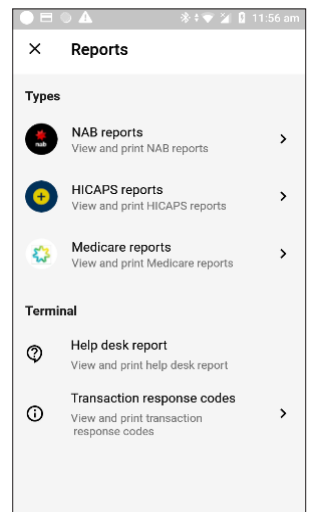 11:56 am
Reports
Types
nab
NAB reports
View and print NAB reports
HICAPS reports
View and print HICAPS reports
Medicare reports
View and print Medicare reports
Terminal
Help desk report
View and print help desk report
Transaction response codes
View and print transaction
response codes